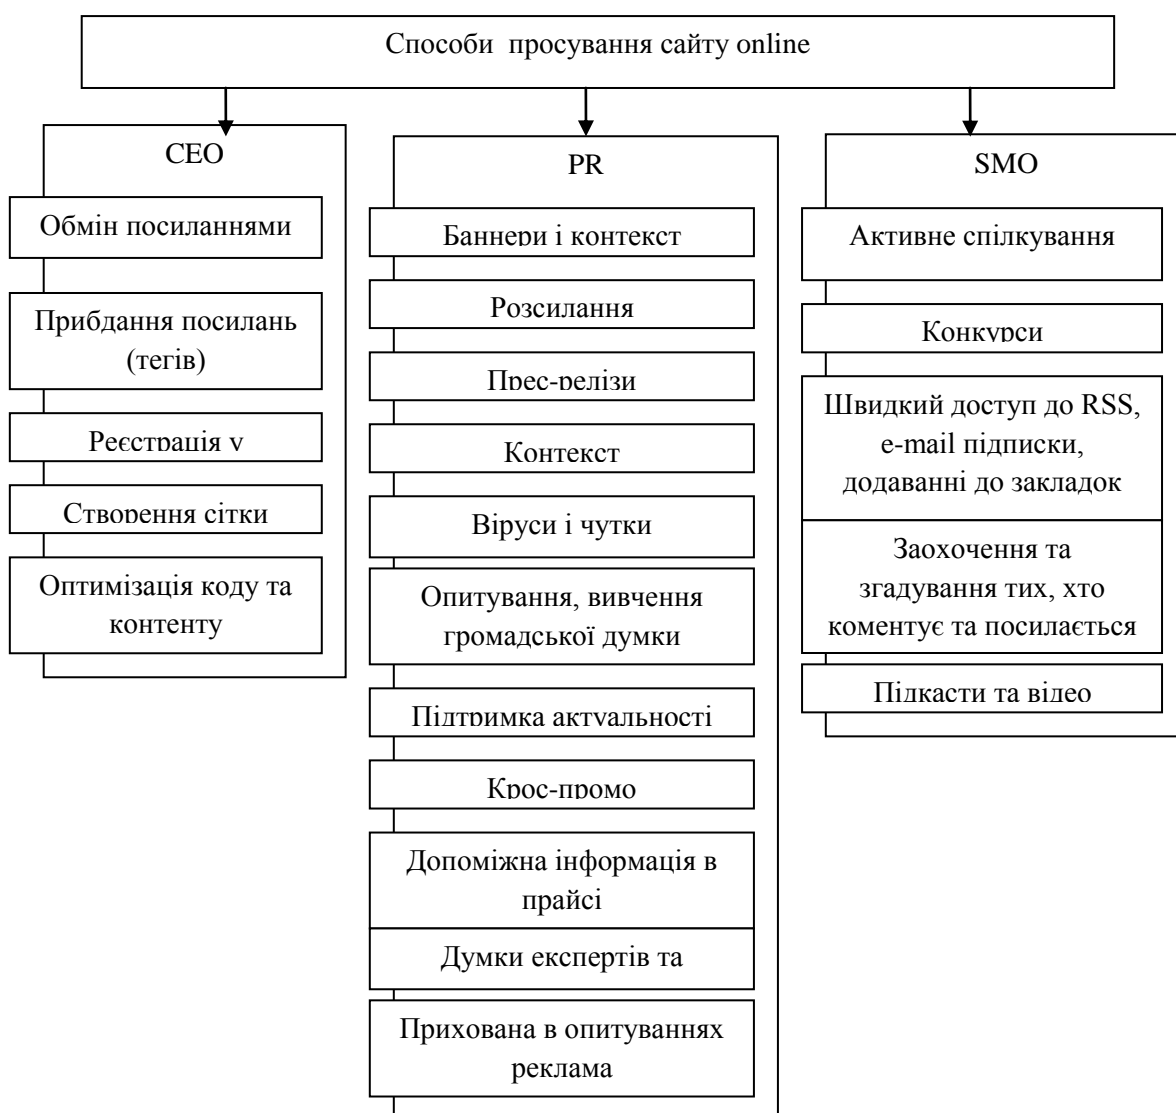 Способи просування сайту online
СЕО
Обмін посиланнями
Прибдання посилань
(тегів)
Реєстрація у
Створення сітки
Оптимізація коду та
контенту
PR
Баннери і контекст
Розсилання
Прес-релізи
Контекст
Віруси і чутки
Опитування, вивчення
громадської думки
Підтримка актуальності
Крос-промо
Допоміжна інформація в
прайсі
Думки експертів та
Прихована в опитуваннях
реклама
SMO
Активне спілкування
Конкурси
Швидкий доступ до RSS,
e-mail підписки,
додаванні до закладок
Заохочення та
згадування тих, хто
коментує та посилається
Підкасти та відео